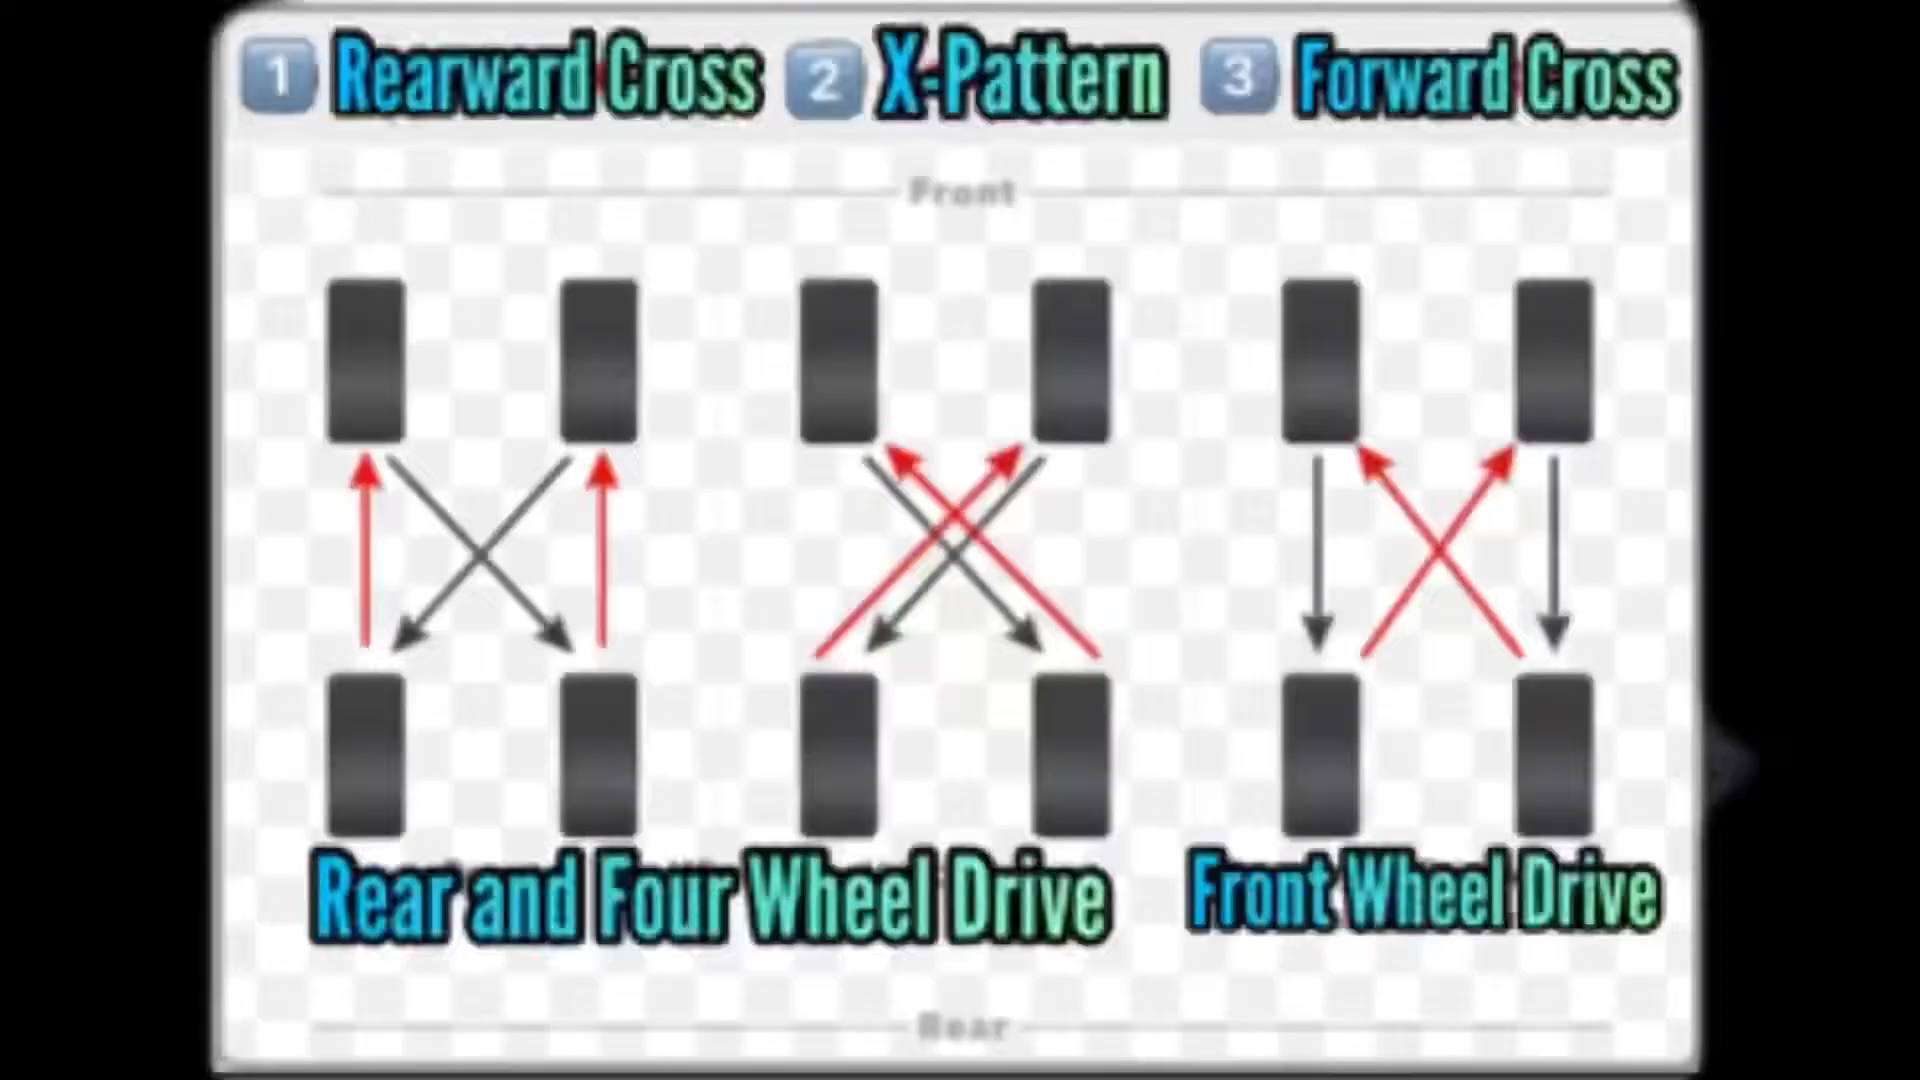 1 Rearward Cross 2 X-Pattern 3 Forward Cross
Front
Rear and Four Wheel Drive Front Wheel Drive
Rear